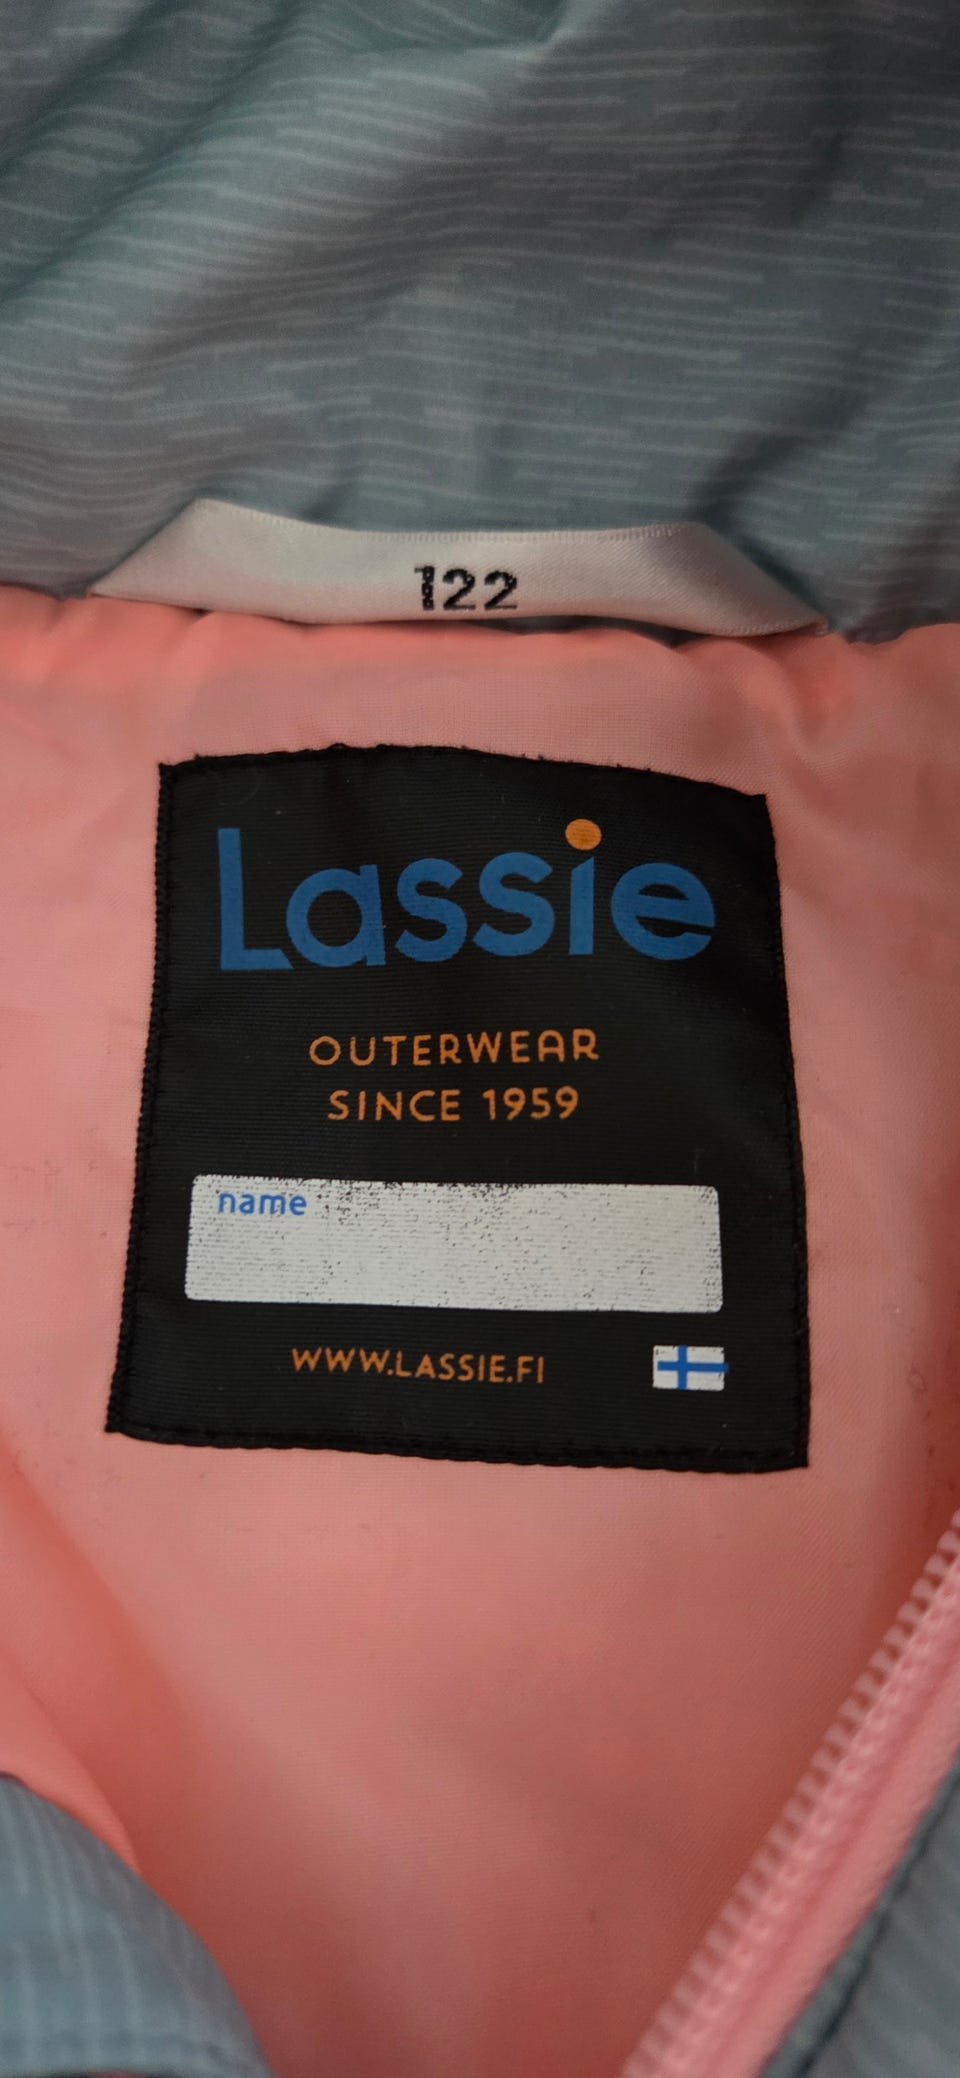 122
Lassie
OUTERWEAR
SINCE 1959
name
WWW.LASSIE.FI